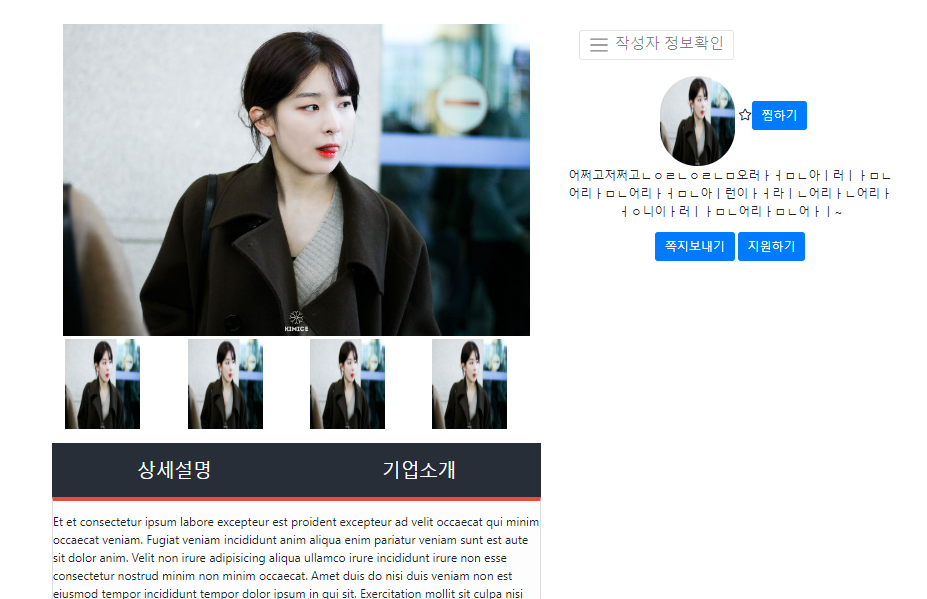 작성자 정보확인
찜하기
어쩌고저쩌고ㄴㅇㄹㄴㅇㄹㄴㅁ오러ㅏㅓㅁㄴ아ㅣ러ㅣㅏㅁㄴ
어리ㅏㅁㄴ어리ㅏㅓㅁㄴ아ㅣ런이ㅏㅓ라ㅣㄴ어리ㅏㄴ어리ㅏ
ㅓㅇ니이ㅏ러ㅣㅏㅁㄴ어리ㅏㅁㄴ어ㅏㅣ~
쪽지보내기 지원하기
KIMICE
상세설명 기업소개
Et et consectetur ipsum labore excepteur est proident excepteur ad velit occaecat qui minim
occaecat veniam. Fugiat veniam incididunt anim aliqua enim pariatur veniam sunt est aute
sit dolor anim. Velit non irure adipisicing aliqua ullamco irure incididunt irure non esse
consectetur nostrud minim non minim occaecat. Amet duis do nisi duis veniam non est
eiusmod tempor incididunt tempor dolor ipsum in qui sit. Exercitation mollit sit culpa nisi